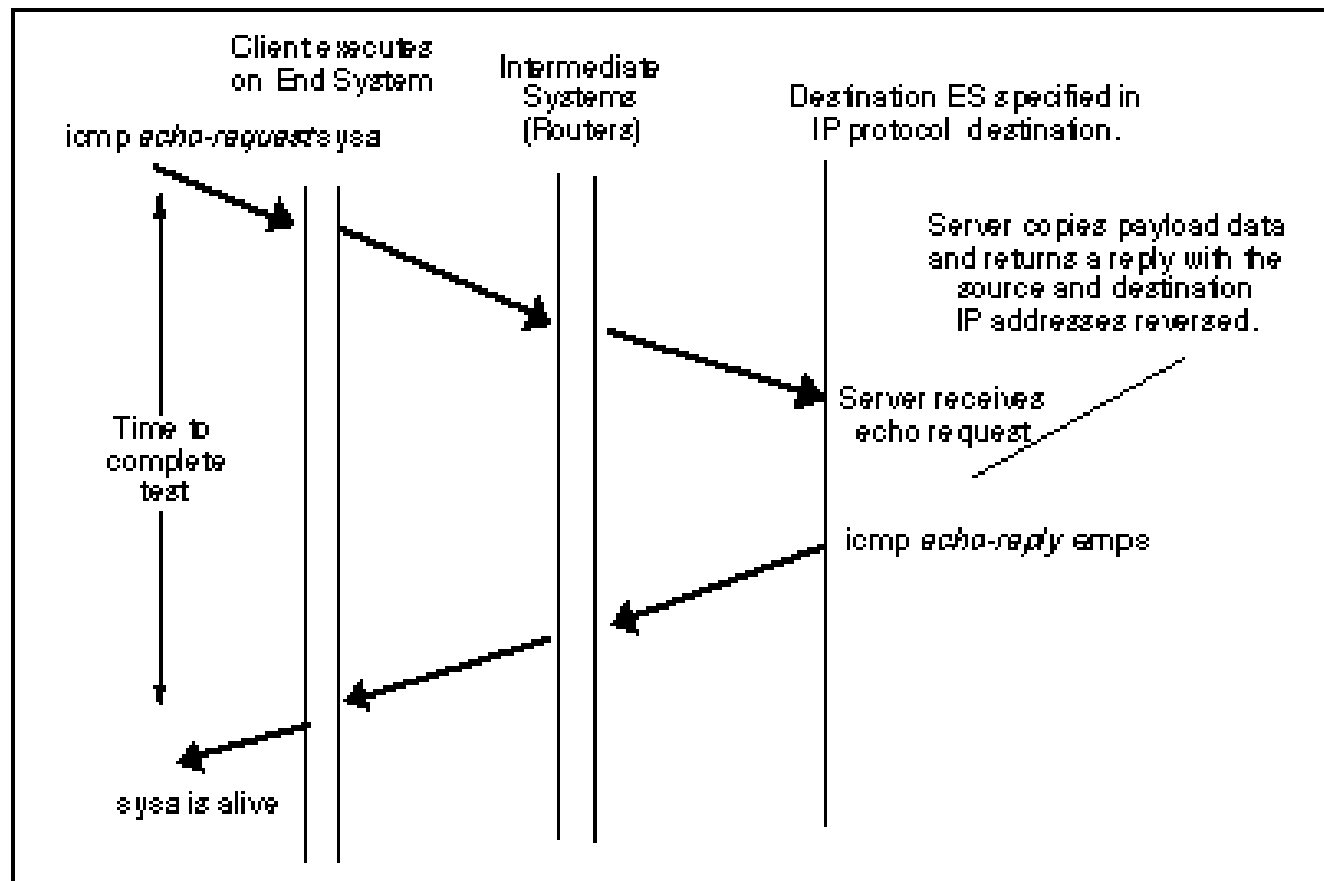 Client executes
on End System
Intermediate
Systems
(Routers)
Destination ES specified in
IP protocol destination.
icmp echo-request sysa
Server copies payload data
and returns a reply with the
source and destination
IP addresses reversed.
Server receives
echo request
Time to
complete
test
icmp echo-reply emps
sysa is alive